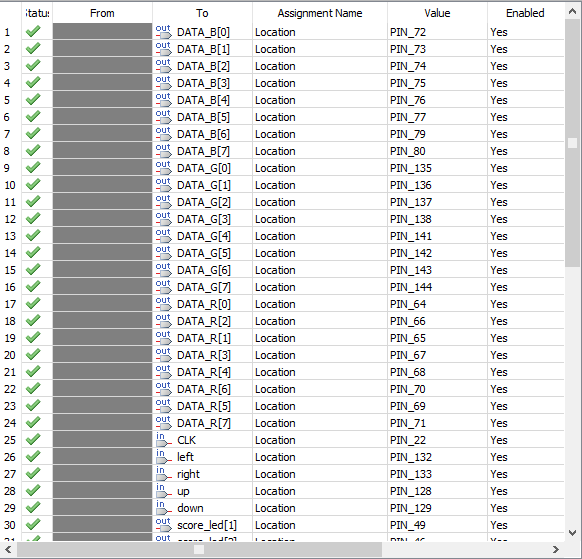 Status From To Assignment Name Value Enabled
1 out DATA_B[0] Location PIN_72 Yes
2 out DATA_B[1] Location PIN_73 Yes
3 out DATA_B[2] Location PIN_74 Yes
4 out DATA_B[3] Location PIN_75 Yes
5 out DATA_B[4] Location PIN_76 Yes
6 out DATA_B[5] Location PIN_77 Yes
7 out DATA_B[6] Location PIN_79 Yes
8 out DATA_B[7] Location PIN_80 Yes
9 out DATA_G[0] Location PIN_135 Yes
10 out DATA_G[1] Location PIN_136 Yes
11 out DATA_G[2] Location PIN_137 Yes
12 out DATA_G[3] Location PIN_138 Yes
13 out DATA_G[4] Location PIN_141 Yes
14 out DATA_G[5] Location PIN_142 Yes
15 out DATA_G[6] Location PIN_143 Yes
16 out DATA_G[7] Location PIN_144 Yes
17 out DATA_R[0] Location PIN_64 Yes
18 out DATA_R[2] Location PIN_66 Yes
19 out DATA_R[1] Location PIN_65 Yes
20 out DATA_R[3] Location PIN_67 Yes
21 out DATA_R[4] Location PIN_68 Yes
22 out DATA_R[6] Location PIN_70 Yes
23 out DATA_R[5] Location PIN_69 Yes
24 out DATA_R[7] Location PIN_71 Yes
25 in CLK Location PIN_22 Yes
26 in left Location PIN_132 Yes
27 in right Location PIN_133 Yes
28 in up Location PIN_128 Yes
29 in down Location PIN_129 Yes
30 out score_led[1] Location PIN_49 Yes